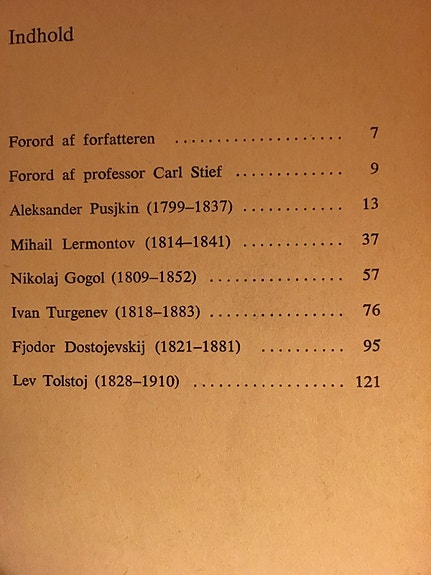 Indhold
Forord af forfatteren ..................... 7
Forord af professor Carl Stief ............. 9
Aleksander Pusjkin (1799–1837) ............ 13
Mihail Lermontov (1814–1841) ............ 37
Nikolaj Gogol (1809–1852) ................ 57
Ivan Turgenev (1818–1883) ................ 76
Fjodor Dostojevskij (1821–1881) .......... 95
Lev Tolstoj (1828–1910) .................. 121